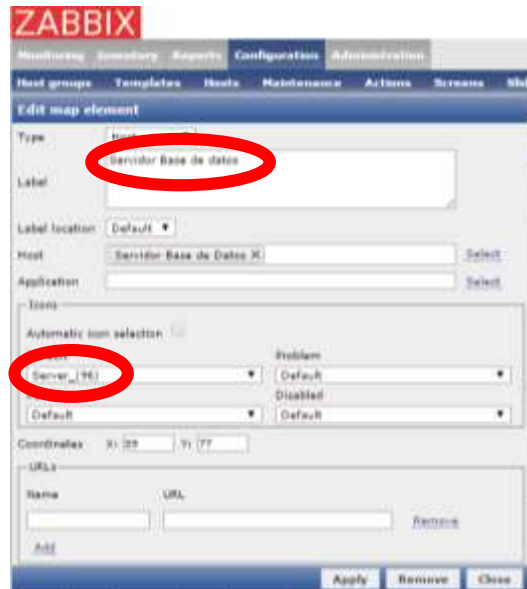 ZABBIX
Monitoring Inventory Reports Configuration Administration
Host groups Templates Hosts Maintenance Actions Screens
Edit map element
Type
Servidor Base de datos
Label
Label location Default
Host Servidor Base de Datos X Select
Application Select
Icons
Automatic icon selection
Problem
Server_(96) Default
Disabled
Default Default
Coordinates X: 89 Y: 77
URLs
Name URL
Remove
Add
Apply Remove Close